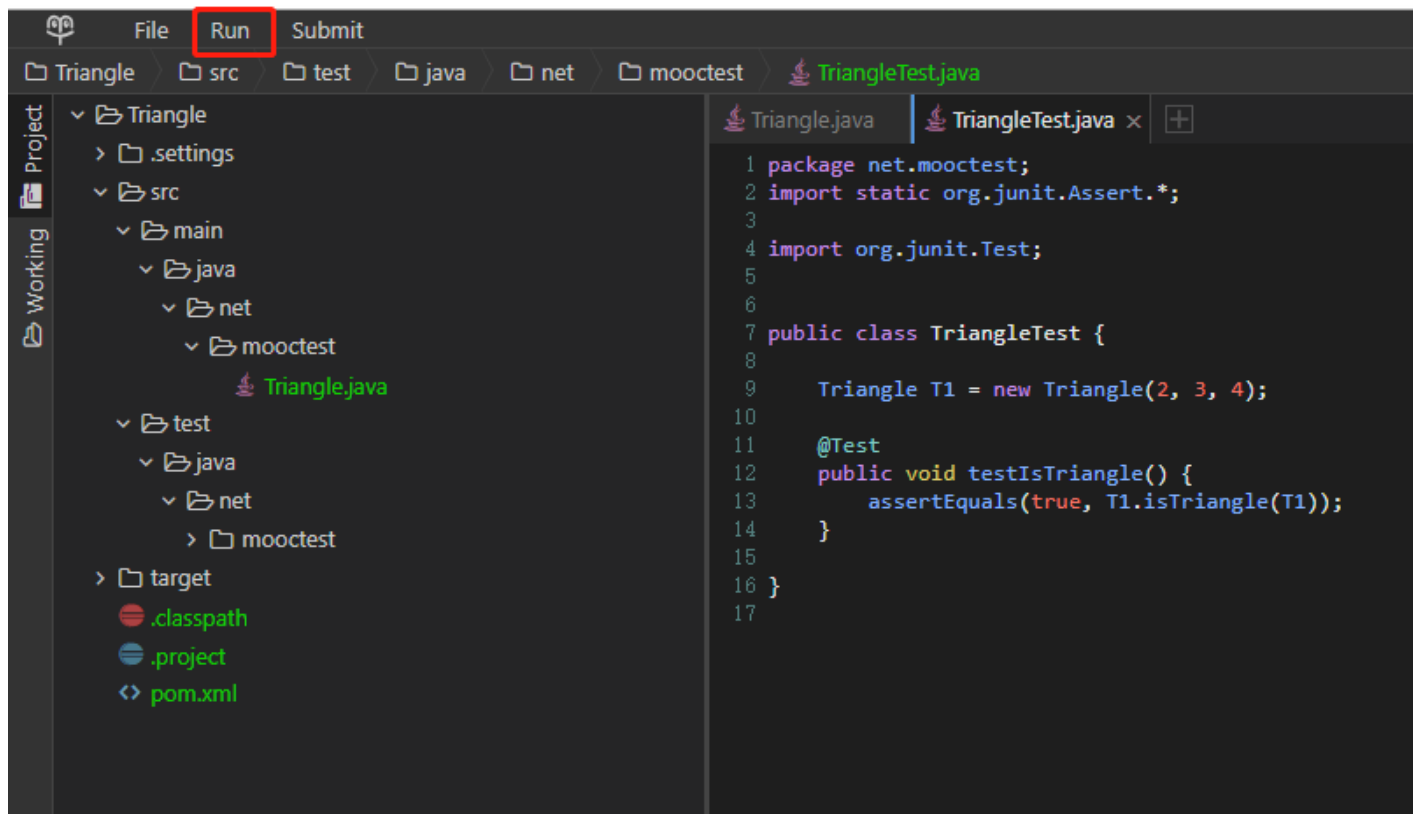 File Run Submit
Triangle src test java net mooctest TriangleTest.java
Project
Working
Triangle
.settings
src
main
java
net
mooctest
Triangle.java
test
java
net
mooctest
target
.classpath
.project
pom.xml
Triangle.java TriangleTest.java
1 package net.mooctest;
2 import static org.junit.Assert.*;
3
4 import org.junit.Test;
5
6
7 public class TriangleTest {
8
9 Triangle T1 = new Triangle(2, 3, 4);
10
11 @Test
12 public void testIsTriangle() {
13 assertEquals(true, T1.isTriangle(T1));
14 }
15
16 }
17